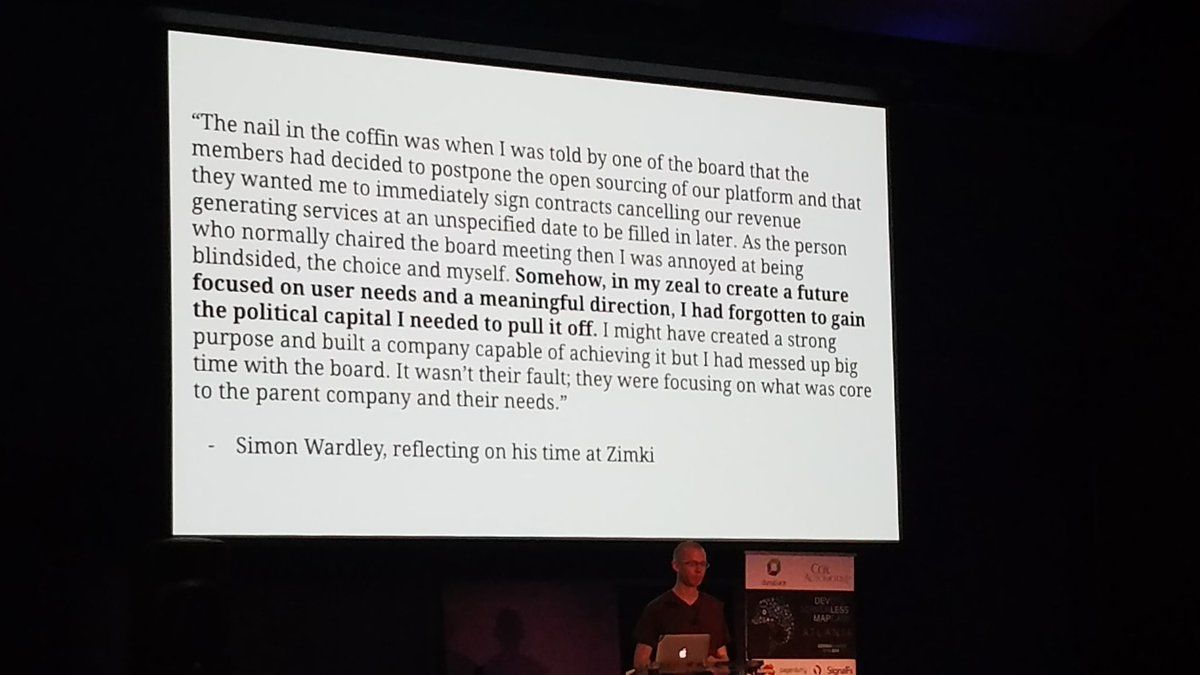 “The nail in the coffin was when I was told by one of the board that the
members had decided to postpone the open sourcing of our platform and that
they wanted me to immediately sign contracts cancelling our revenue
generating services at an unspecified date to be filled in later. As the person
who normally chaired the board meeting then I was annoyed at being
blindsided, the choice and myself. Somehow, in my zeal to create a future
focused on user needs and a meaningful direction, I had forgotten to gain
the political capital I needed to pull it off. I might have created a strong
purpose and built a company capable of achieving it but I had messed up big
time with the board. It wasn’t their fault; they were focusing on what was core
to the parent company and their needs.”
- Simon Wardley, reflecting on his time at Zimki
COX
AUTOMOTIVE
DEV
LESS
MAP
ATLANTA
SignalFx